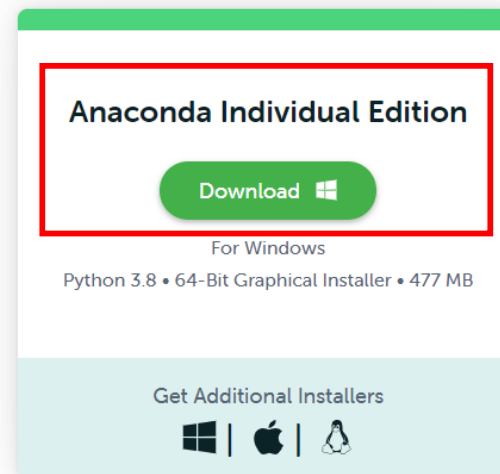 Anaconda Individual Edition
Download
For Windows
Python 3.8 • 64-Bit Graphical Installer • 477 MB
Get Additional Installers
| |